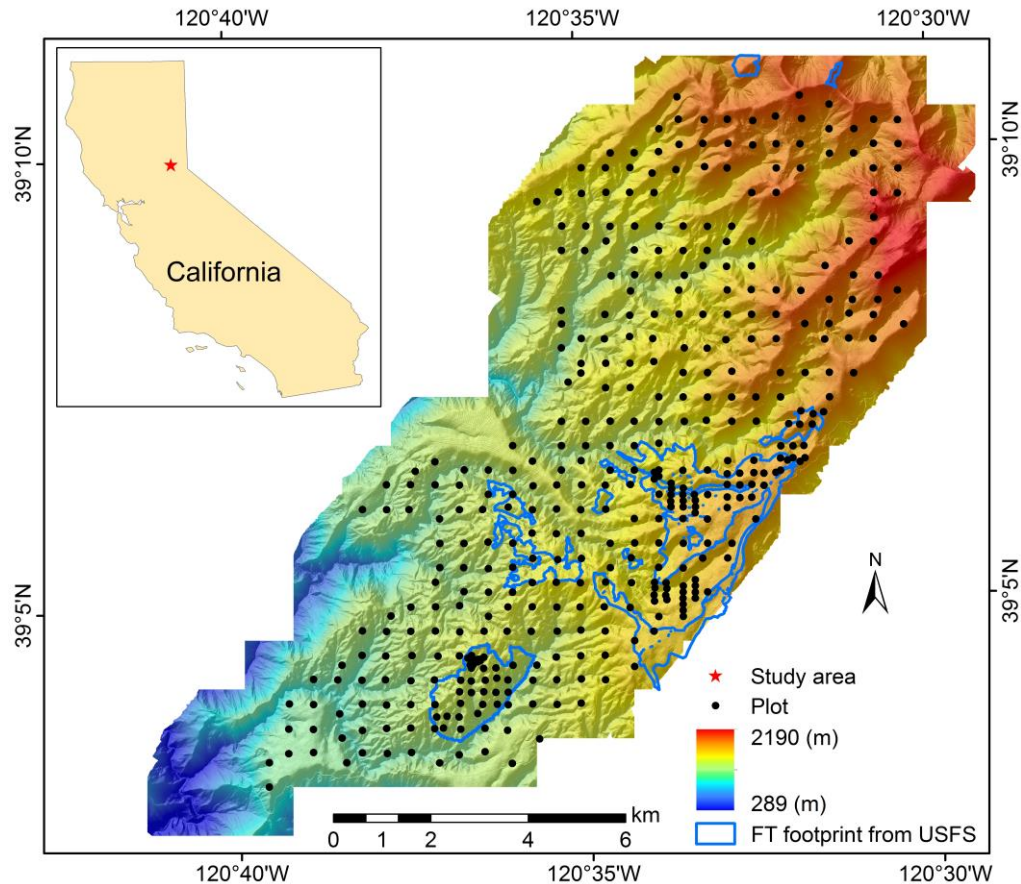 120°40'W 120°35'W 120°30'W
39°10'N
39°10'N
California
N
39°5'N
39°5'N
Study area
Plot
2190 (m)
289 (m)
FT footprint from USFS
km
0 1 2 4 6
120°40'W 120°35'W 120°30'W